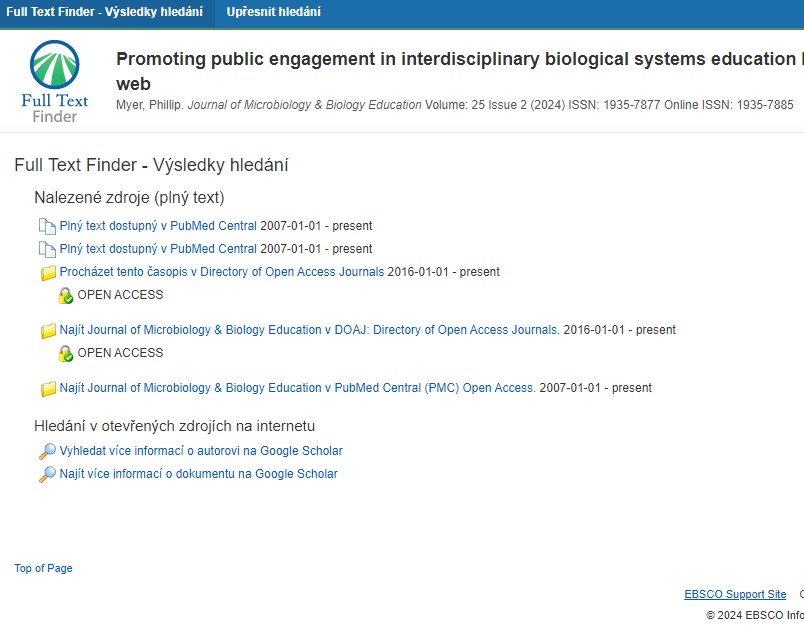 Full Text Finder - Výsledky hledání Upřesnit hledání
Full Text
Finder
Promoting public engagement in interdisciplinary biological systems education
web
Myer, Phillip. Journal of Microbiology & Biology Education Volume: 25 Issue 2 (2024) ISSN: 1935-7877 Online ISSN: 1935-7885
Full Text Finder - Výsledky hledání
Nalezené zdroje (plný text)
Plný text dostupný v PubMed Central 2007-01-01 - present
Plný text dostupný v PubMed Central 2007-01-01 - present
Procházet tento časopis v Directory of Open Access Journals 2016-01-01 - present
OPEN ACCESS
Najít Journal of Microbiology & Biology Education v DOAJ: Directory of Open Access Journals. 2016-01-01 - present
OPEN ACCESS
Najít Journal of Microbiology & Biology Education v PubMed Central (PMC) Open Access. 2007-01-01 - present
Hledání v otevřených zdrojích na internetu
Vyhledat více informací o autorovi na Google Scholar
Najít více informací o dokumentu na Google Scholar
Top of Page
EBSCO Support Site
© 2024 EBSCO Info